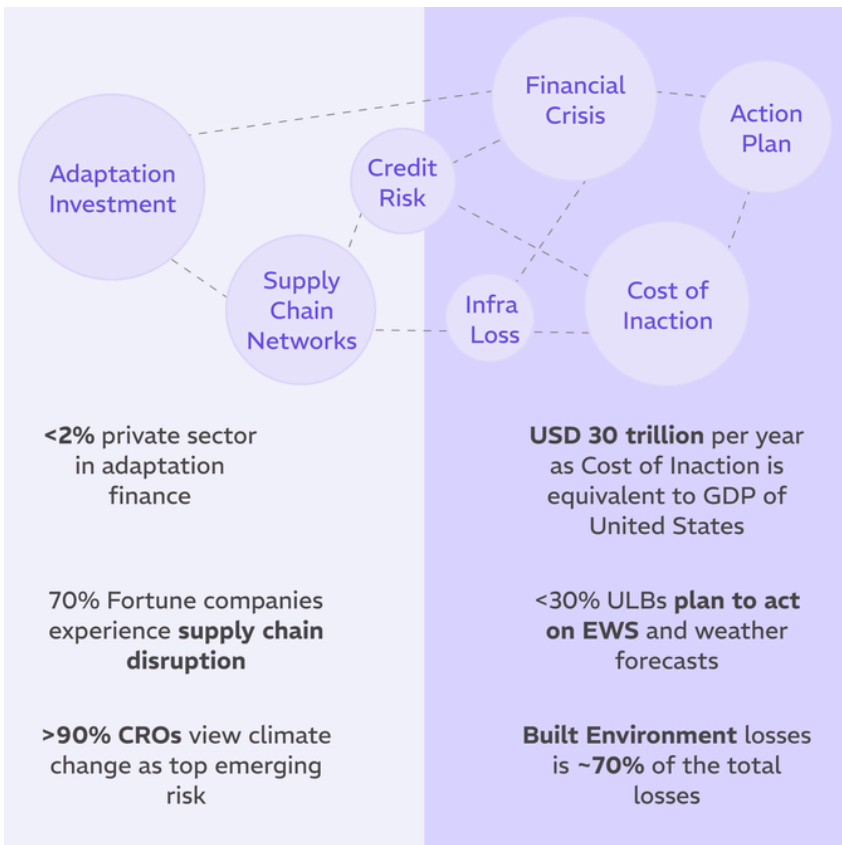 Financial
Crisis
Action
Plan
Adaptation
Investment
Credit
Risk
Supply
Chain
Networks
Infra
Loss
Cost of
Inaction
<2% private sector
in adaptation
finance
70% Fortune companies
experience supply chain
disruption
>90% CROs view climate
change as top emerging
risk
USD 30 trillion per year
as Cost of Inaction is
equivalent to GDP of
United States
<30% ULBs plan to act
on EWS and weather
forecasts
Built Environment losses
is ~70% of the total
losses